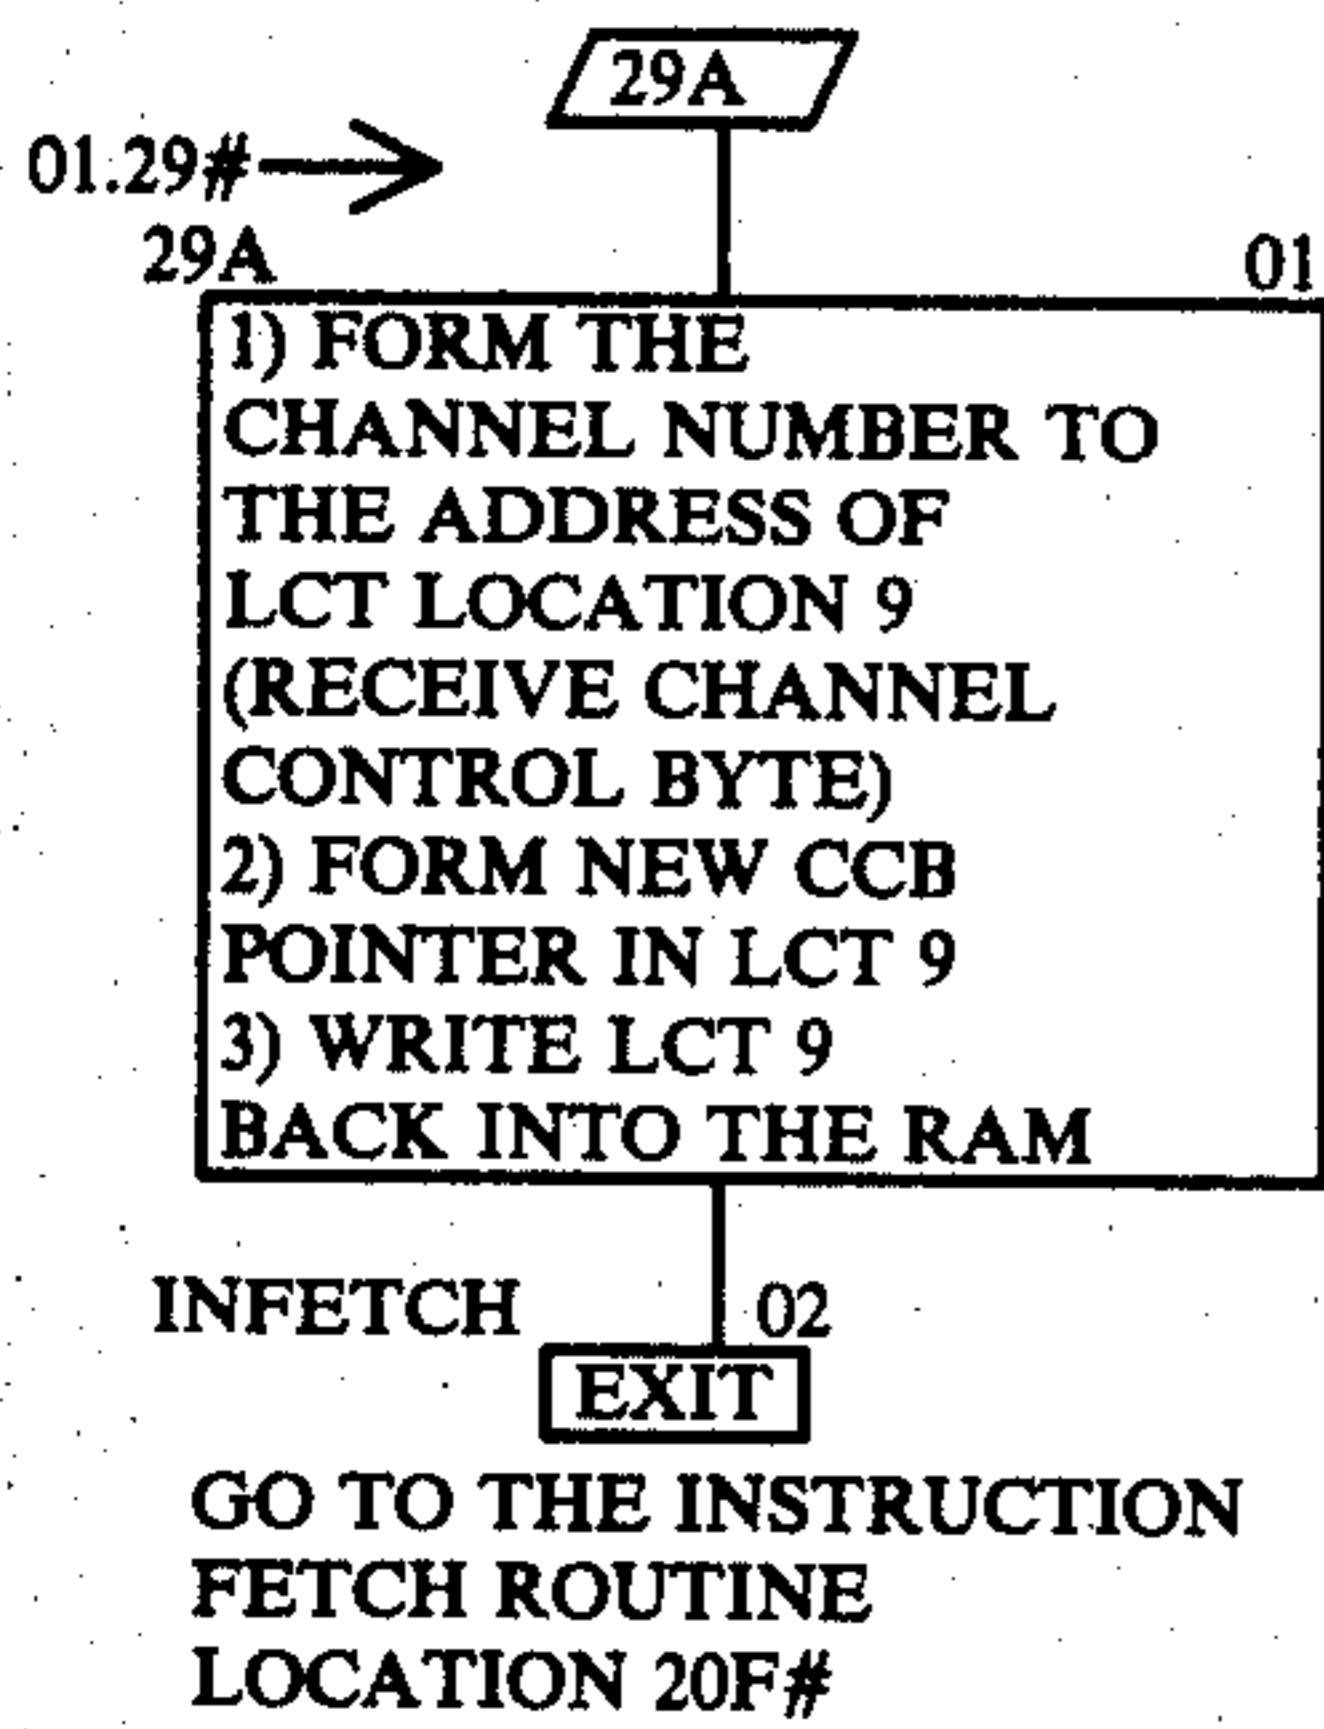 29A
01.29#
29A
01
1) FORM THE
CHANNEL NUMBER TO
THE ADDRESS OF
LCT LOCATION 9
(RECEIVE CHANNEL
CONTROL BYTE)
2) FORM NEW CCB
POINTER IN LCT 9
3) WRITE LCT 9
BACK INTO THE RAM
INFETCH 02
EXIT
GO TO THE INSTRUCTION
FETCH ROUTINE
LOCATION 20F#